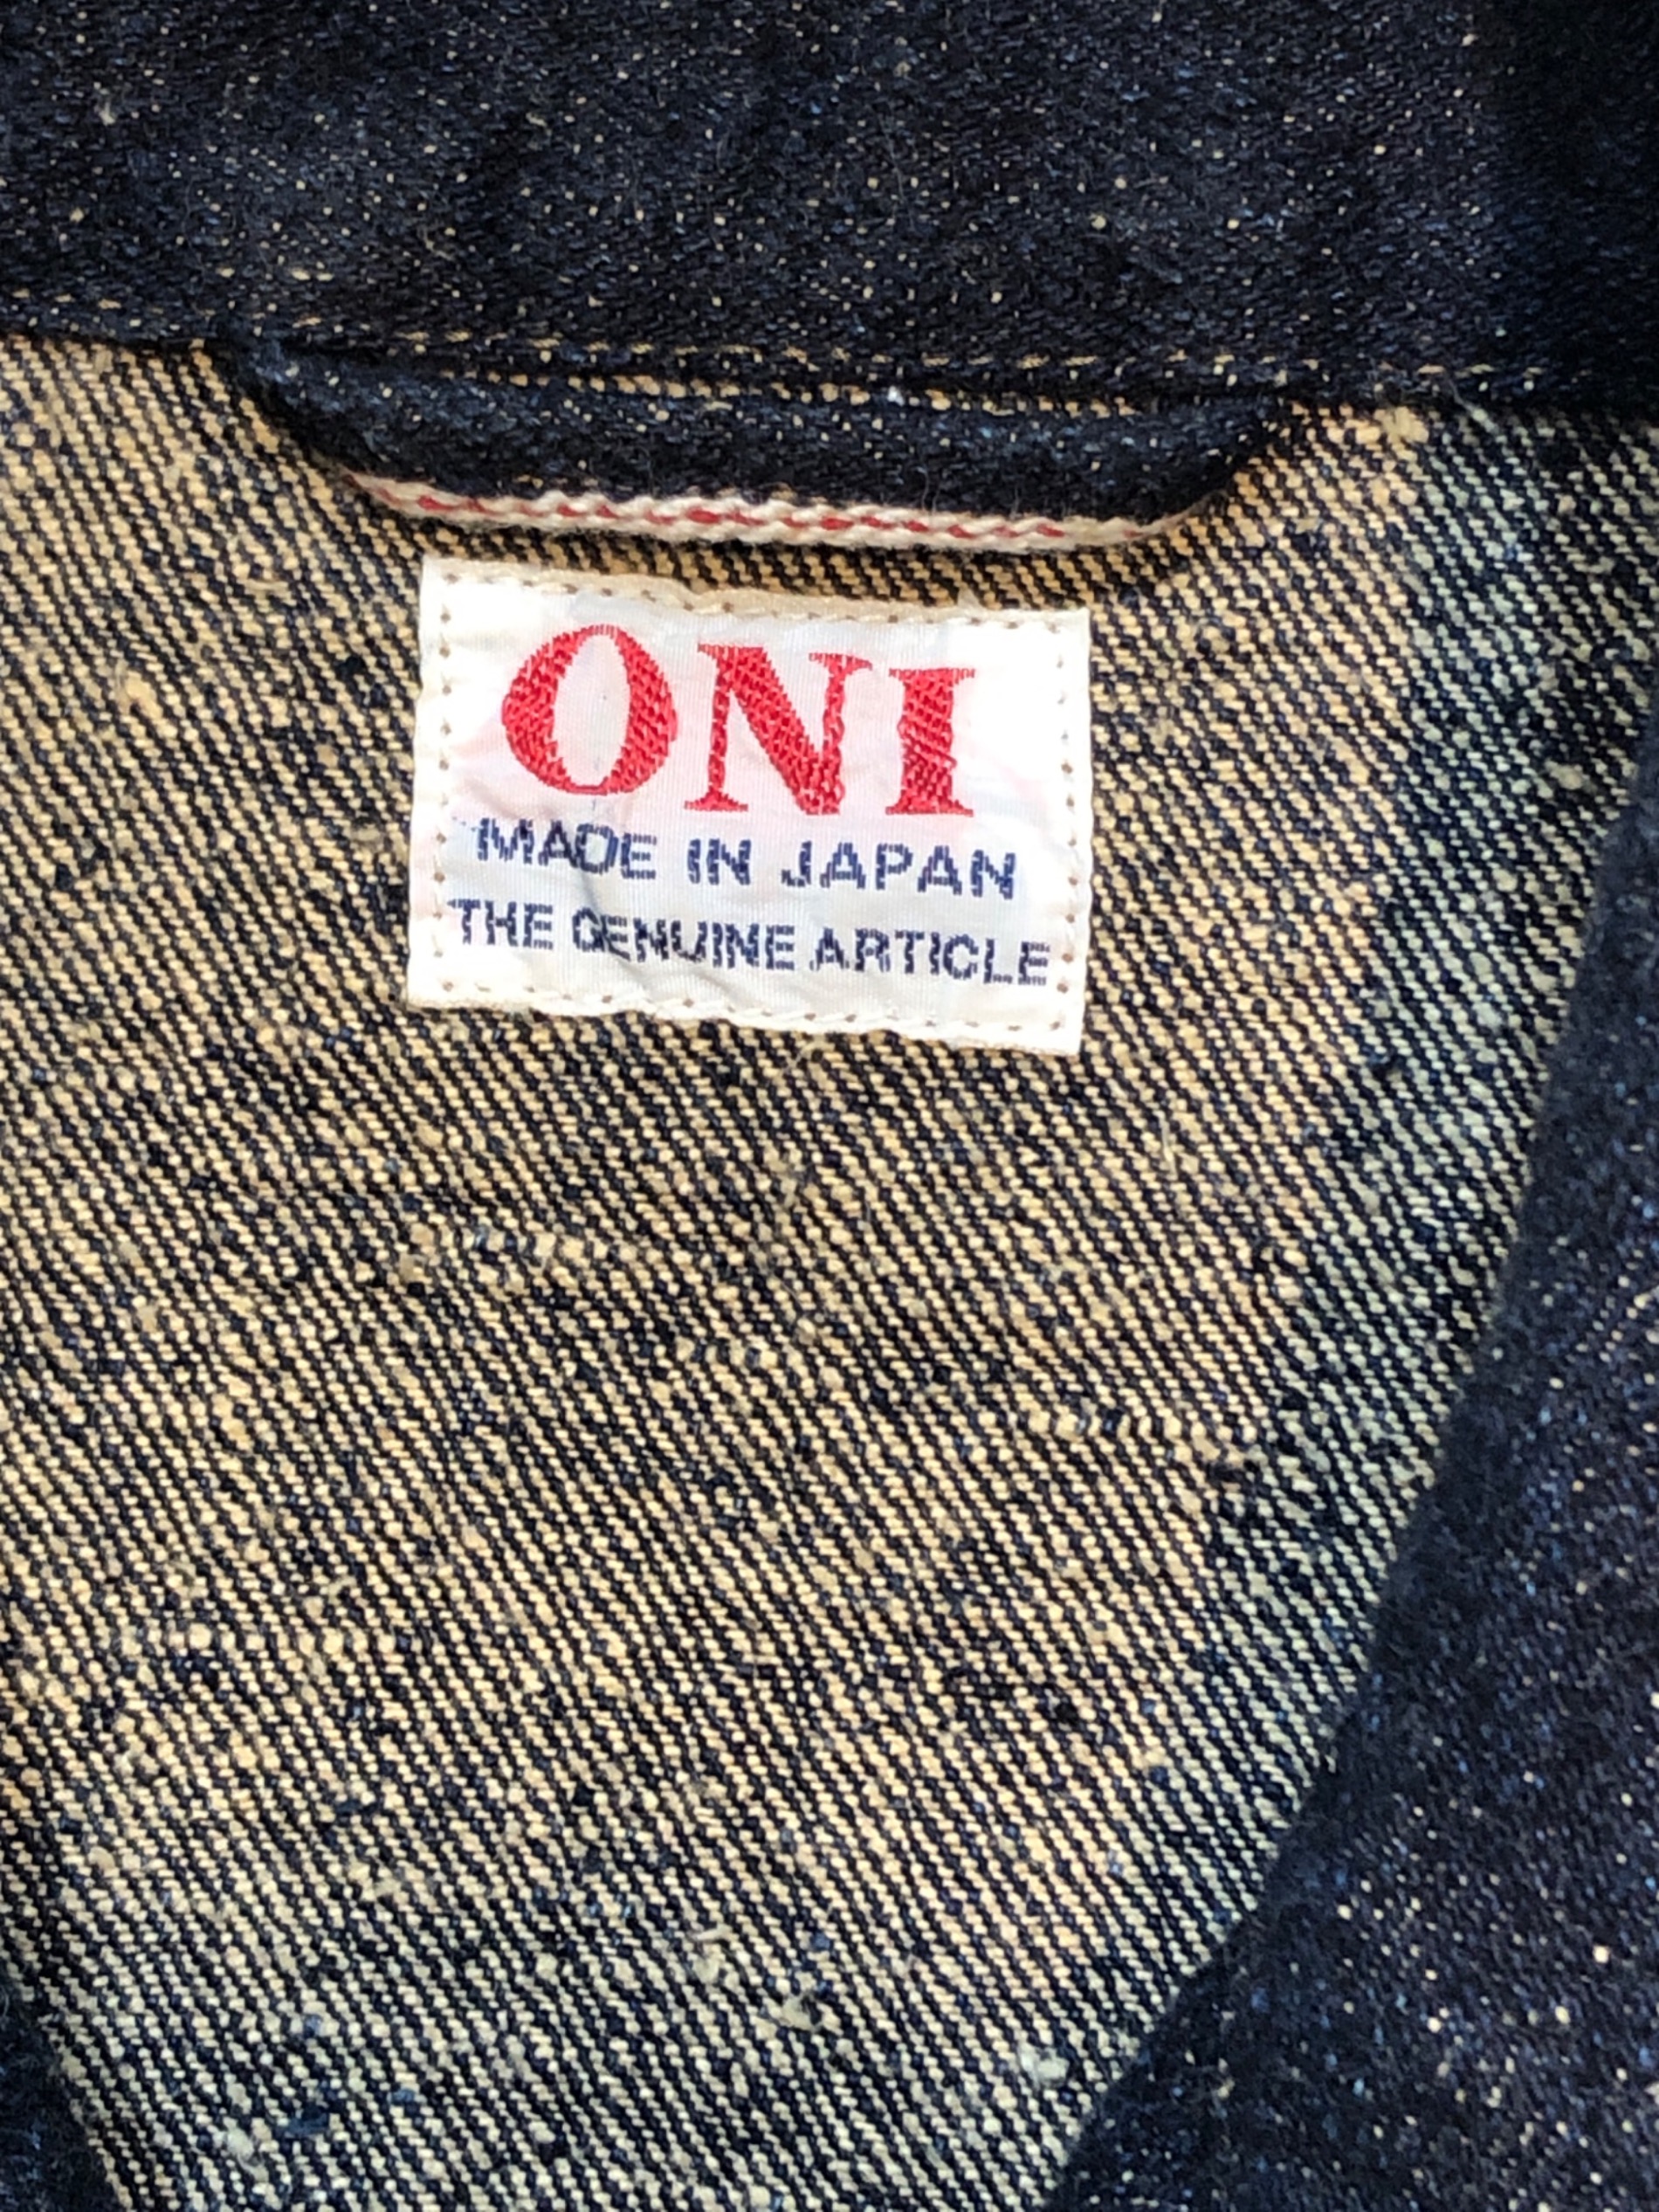 ONI
MADE IN JAPAN
THE GENUINE ARTICLE